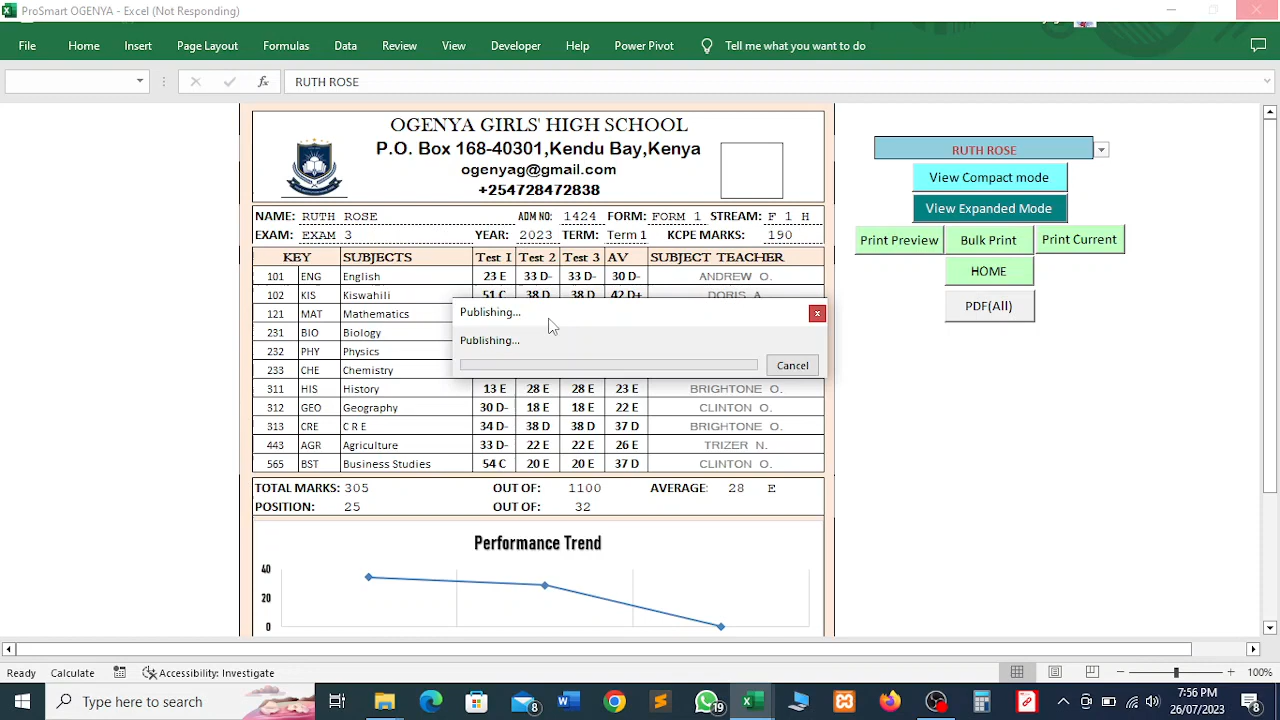 ProSmart OGENYA - Excel (Not Responding)
File Home Insert Page Layout Formulas Data Review View Developer Help Power Pivot Tell me what you want to do
fx RUTH ROSE
OGENYA GIRLS' HIGH SCHOOL
P.O. Box 168-40301,Kendu Bay,Kenya
ogenyag@gmail.com
+254728472838
NAME: RUTH ROSE ADM NO: 1424 FORM: FORM 1 STREAM: F 1 H
EXAM: EXAM 3 YEAR: 2023 TERM: Term 1 KCPE MARKS: 190
KEY SUBJECTS Test 1 Test 2 Test 3 AV SUBJECT TEACHER
101 ENG English 23 E 33 D- 33 D- 30 D- ANDREW O.
102 KIS Kiswahili 51 C 38 D 38 D 42 D+ DORIS A.
121 MAT Mathematics
231 BIO Biology
232 PHY Physics
233 CHE Chemistry
311 HIS History 13 E 28 E 28 E 23 E BRIGHTONE O.
312 GEO Geography 30 D- 18 E 18 E 22 E CLINTON O.
313 CRE C R E 34 D- 38 D 38 D 37 D BRIGHTONE O.
443 AGR Agriculture 33 D- 22 E 22 E 26 E TRIZER N.
565 BST Business Studies 54 C 20 E 20 E 37 D CLINTON O.
TOTAL MARKS: 305 OUT OF: 1100 AVERAGE: 28 E
POSITION: 25 OUT OF: 32
Performance Trend
40
20
0
Publishing...
Publishing...
Cancel
RUTH ROSE
View Compact mode
View Expanded Mode
Print Preview Bulk Print Print Current
HOME
PDF(All)
Ready Calculate Accessibility: Investigate 100%
Type here to search 8 19 7:56 PM
26/07/2023 8